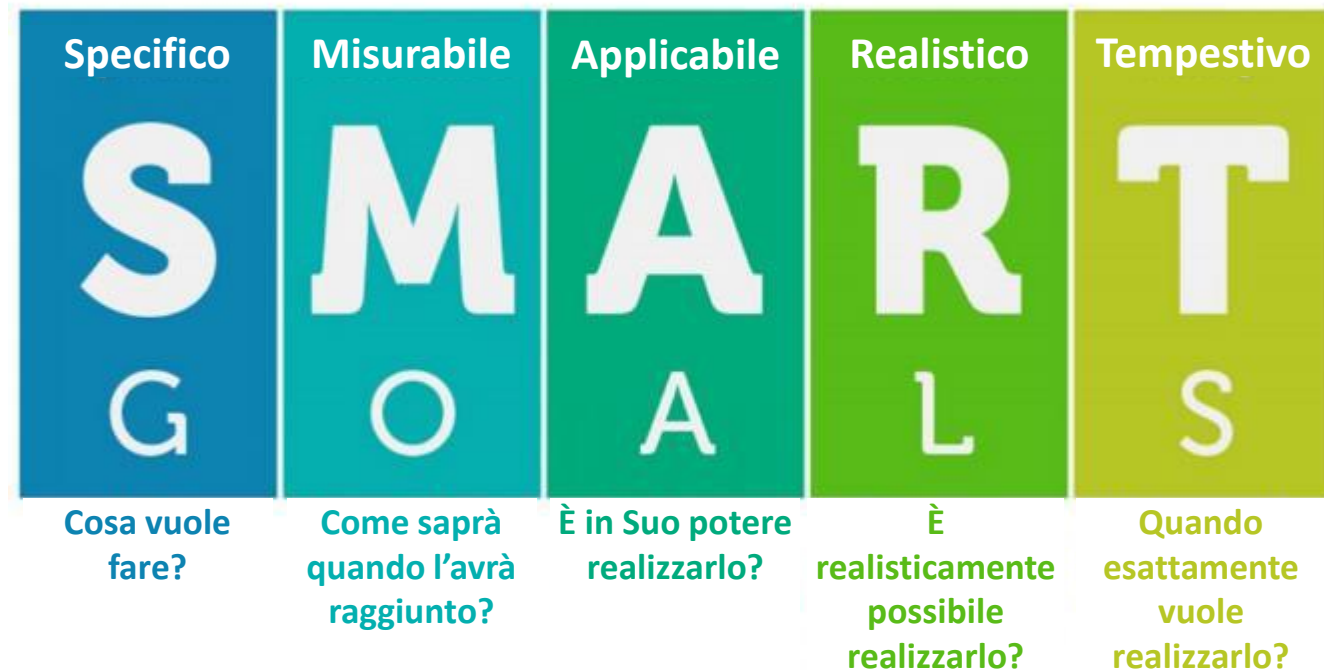 Specifico
Misurabile
Applicabile
Realistico
Tempestivo
S
M
A
R
T
G
O
A
L
S
Cosa vuole
fare?
Come saprà
quando l’avrà
raggiunto?
È in Suo potere
realizzarlo?
È
realisticamente
possibile
realizzarlo?
Quando
esattamente
vuole
realizzarlo?